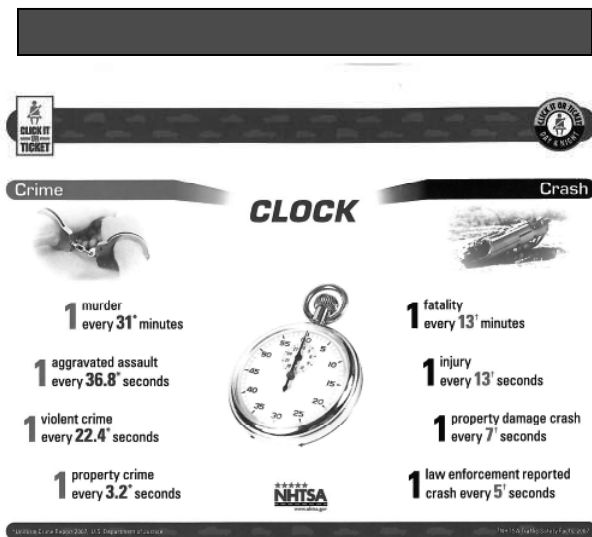 CLICK IT
OR
TICKET
CLICK IT OR TICKET
DAY & NIGHT
Crime
CLOCK
Crash
1 murder
every 31* minutes
1 aggravated assault
every 36.8* seconds
1 violent crime
every 22.4* seconds
1 property crime
every 3.2* seconds
60
5
10
15
20
25
30
35
40
45
50
55
1 fatality
every 13† minutes
1 injury
every 13† seconds
1 property damage crash
every 7† seconds
1 law enforcement reported
crash every 5† seconds
NHTSA
www.nhtsa.gov
*Uniform Crime Report 2007, U.S. Department of Justice
†NHTSA Traffic Safety Facts, 2007